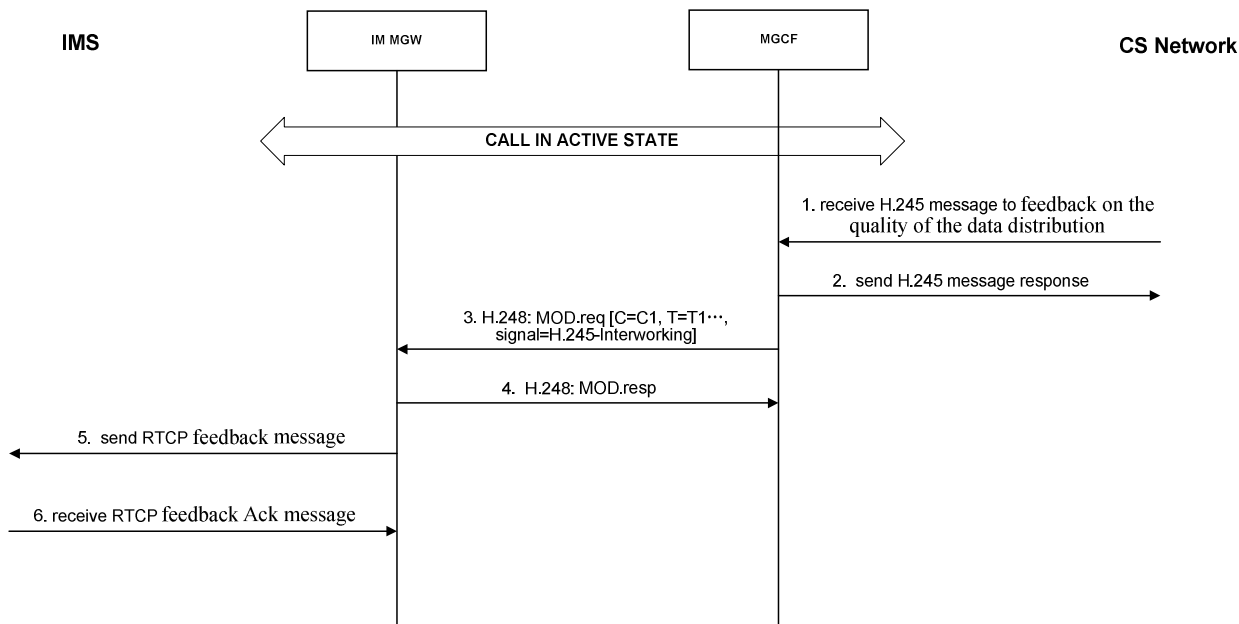 IMS
IM MGW
MGCF
CS Network
CALL IN ACTIVE STATE
1. receive H.245 message to feedback on the
quality of the data distribution
2. send H.245 message response
3. H.248: MOD.req [C=C1, T=T1⋯,
signal=H.245-Interworking]
4. H.248: MOD.resp
5. send RTCP feedback message
6. receive RTCP feedback Ack message